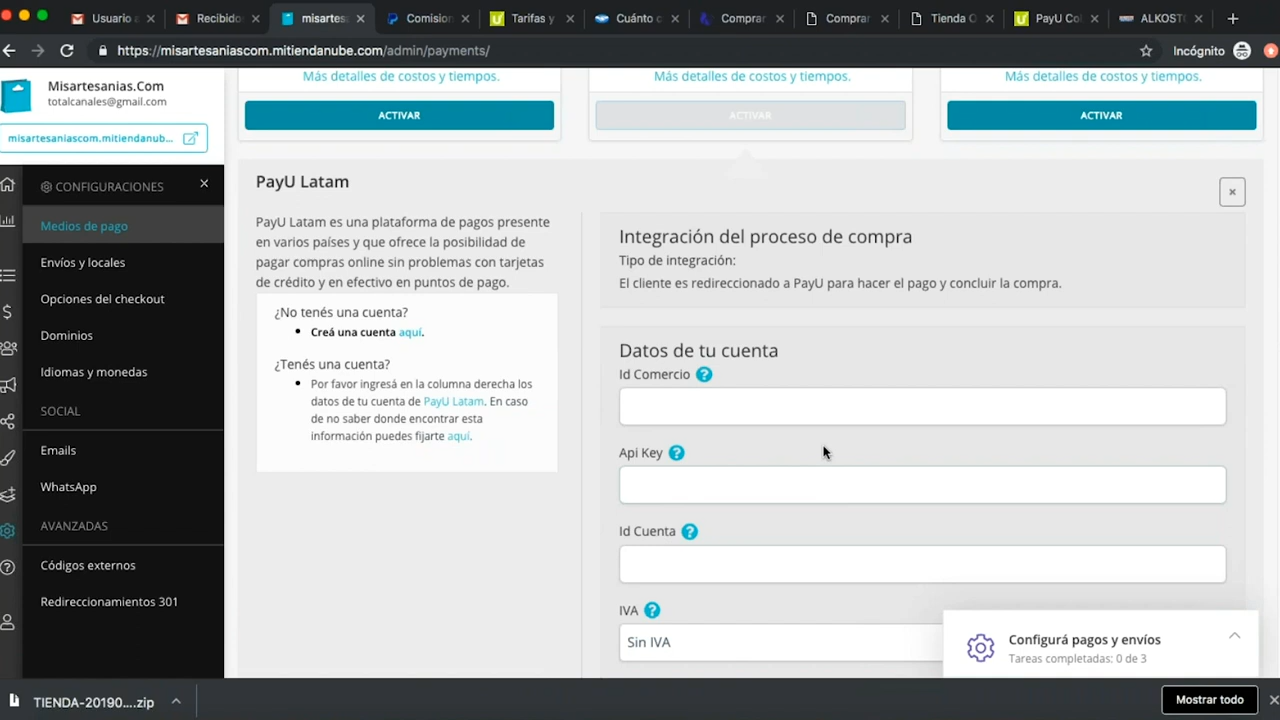 Usuario a
Recibido
misartesa
Comision
Tarifas y
Cuánto c
Comprar
Comprar
Tienda O
PayU Co
ALKOSTO
https://misartesaniascom.mitiendanube.com/admin/payments/
Incógnito
Misartesanias.Com
totalcanales@gmail.com
misartesaniascom.mitiendanub...
CONFIGURACIONES
Medios de pago
Envíos y locales
Opciones del checkout
Dominios
Idiomas y monedas
SOCIAL
Emails
WhatsApp
AVANZADAS
Códigos externos
Redireccionamientos 301
Más detalles de costos y tiempos.
Más detalles de costos y tiempos.
Más detalles de costos y tiempos.
ACTIVAR
ACTIVAR
ACTIVAR
PayU Latam
PayU Latam es una plataforma de pagos presente
en varios países y que ofrece la posibilidad de
pagar compras online sin problemas con tarjetas
de crédito y en efectivo en puntos de pago.
¿No tenés una cuenta?
Creá una cuenta aquí.
¿Tenés una cuenta?
Por favor ingresá en la columna derecha los
datos de tu cuenta de PayU Latam. En caso
de no saber donde encontrar esta
información puedes fijarte aquí.
Integración del proceso de compra
Tipo de integración:
El cliente es redireccionado a PayU para hacer el pago y concluir la compra.
Datos de tu cuenta
Id Comercio
Api Key
Id Cuenta
IVA
Sin IVA
Configurá pagos y envíos
Tareas completadas: 0 de 3
TIENDA-20190....zip
Mostrar todo